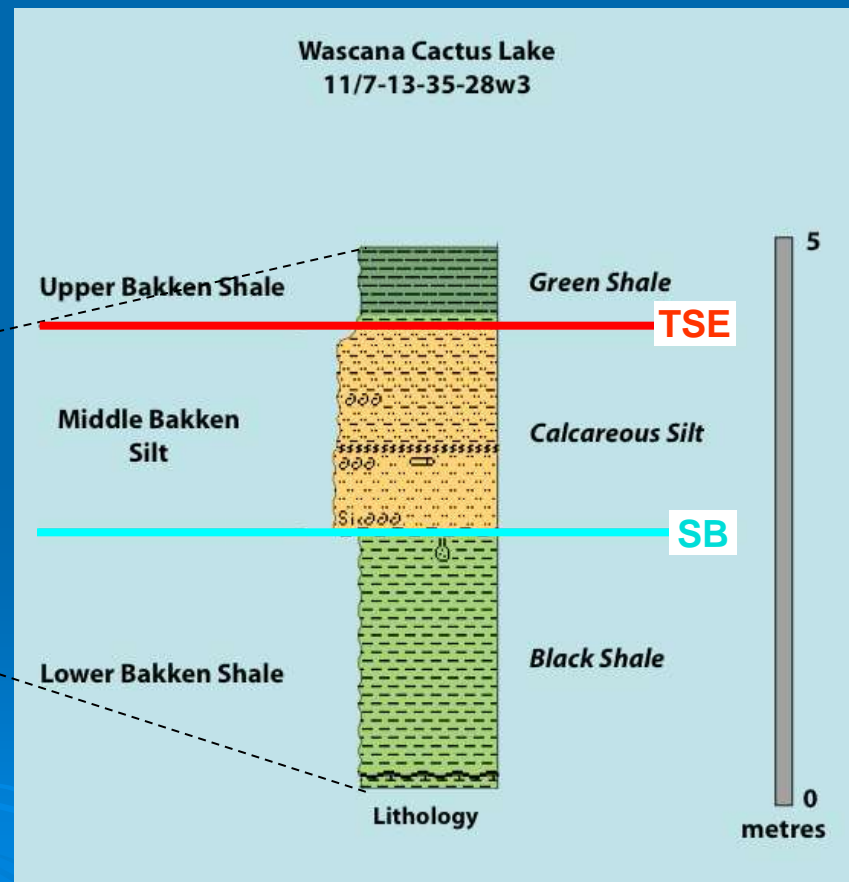 Wascana Cactus Lake
11/7-13-35-28w3
5
Upper Bakken Shale
Green Shale
TSE
Middle Bakken
Silt
Calcareous Silt
Si
SB
Lower Bakken Shale
Black Shale
Lithology
0
metres